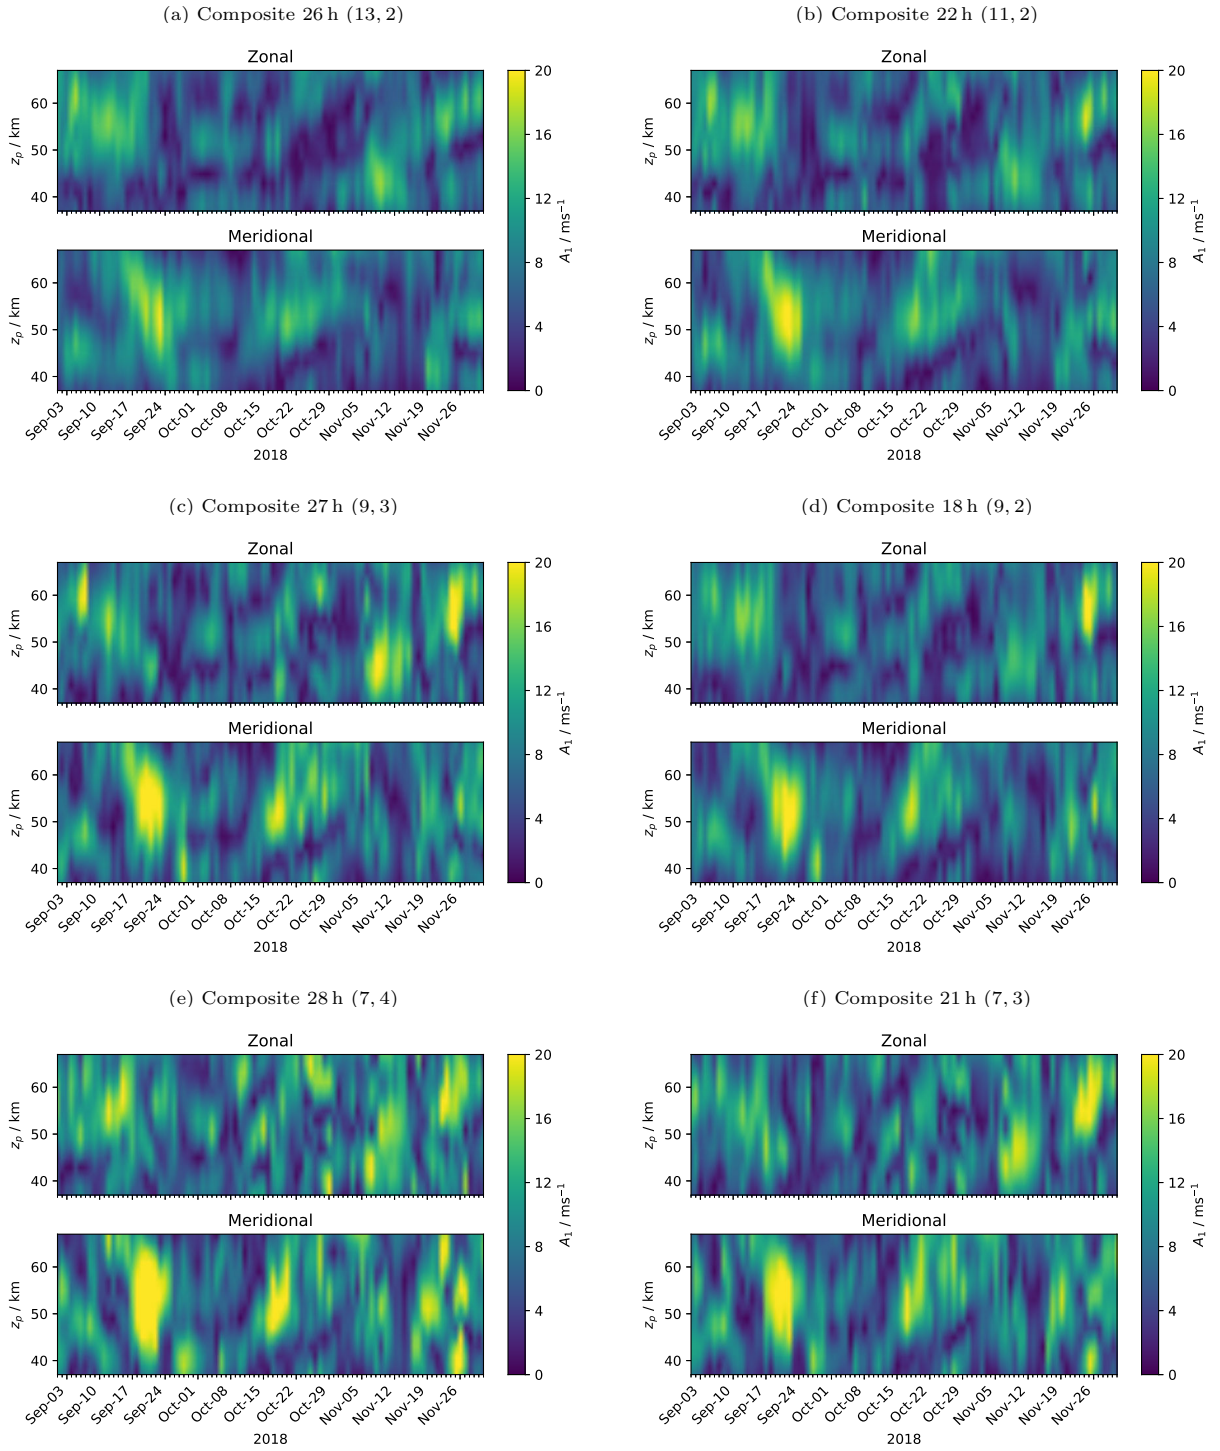 (a) Composite 26 h (13, 2)
Zonal
60
50
40
z_p / km
Meridional
60
50
40
z_p / km
Sep-03 Sep-10 Sep-17 Sep-24 Oct-01 Oct-08 Oct-15 Oct-22 Oct-29 Nov-05 Nov-12 Nov-19 Nov-26
2018
20
16
12
8
4
0
A₁ / ms⁻¹
(b) Composite 22 h (11, 2)
Zonal
60
50
40
z_p / km
Meridional
60
50
40
z_p / km
Sep-03 Sep-10 Sep-17 Sep-24 Oct-01 Oct-08 Oct-15 Oct-22 Oct-29 Nov-05 Nov-12 Nov-19 Nov-26
2018
20
16
12
8
4
0
A₁ / ms⁻¹
(c) Composite 27 h (9, 3)
Zonal
60
50
40
z_p / km
Meridional
60
50
40
z_p / km
Sep-03 Sep-10 Sep-17 Sep-24 Oct-01 Oct-08 Oct-15 Oct-22 Oct-29 Nov-05 Nov-12 Nov-19 Nov-26
2018
20
16
12
8
4
0
A₁ / ms⁻¹
(d) Composite 18 h (9, 2)
Zonal
60
50
40
z_p / km
Meridional
60
50
40
z_p / km
Sep-03 Sep-10 Sep-17 Sep-24 Oct-01 Oct-08 Oct-15 Oct-22 Oct-29 Nov-05 Nov-12 Nov-19 Nov-26
2018
20
16
12
8
4
0
A₁ / ms⁻¹
(e) Composite 28 h (7, 4)
Zonal
60
50
40
z_p / km
Meridional
60
50
40
z_p / km
Sep-03 Sep-10 Sep-17 Sep-24 Oct-01 Oct-08 Oct-15 Oct-22 Oct-29 Nov-05 Nov-12 Nov-19 Nov-26
2018
20
16
12
8
4
0
A₁ / ms⁻¹
(f) Composite 21 h (7, 3)
Zonal
60
50
40
z_p / km
Meridional
60
50
40
z_p / km
Sep-03 Sep-10 Sep-17 Sep-24 Oct-01 Oct-08 Oct-15 Oct-22 Oct-29 Nov-05 Nov-12 Nov-19 Nov-26
2018
20
16
12
8
4
0
A₁ / ms⁻¹